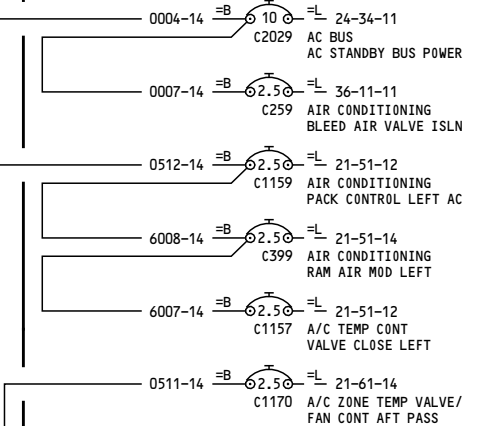 0004-14 =B 10 =L 24-34-11
C2029 AC BUS
AC STANDBY BUS POWER
0007-14 =B 2.5 =L 36-11-11
C259 AIR CONDITIONING
BLEED AIR VALVE ISLN
0512-14 =B 2.5 =L 21-51-12
C1159 AIR CONDITIONING
PACK CONTROL LEFT AC
6008-14 =B 2.5 =L 21-51-14
C399 AIR CONDITIONING
RAM AIR MOD LEFT
6007-14 =B 2.5 =L 21-51-12
C1157 A/C TEMP CONT
VALVE CLOSE LEFT
0511-14 =B 2.5 =L 21-61-14
C1170 A/C ZONE TEMP VALVE/
FAN CONT AFT PASS